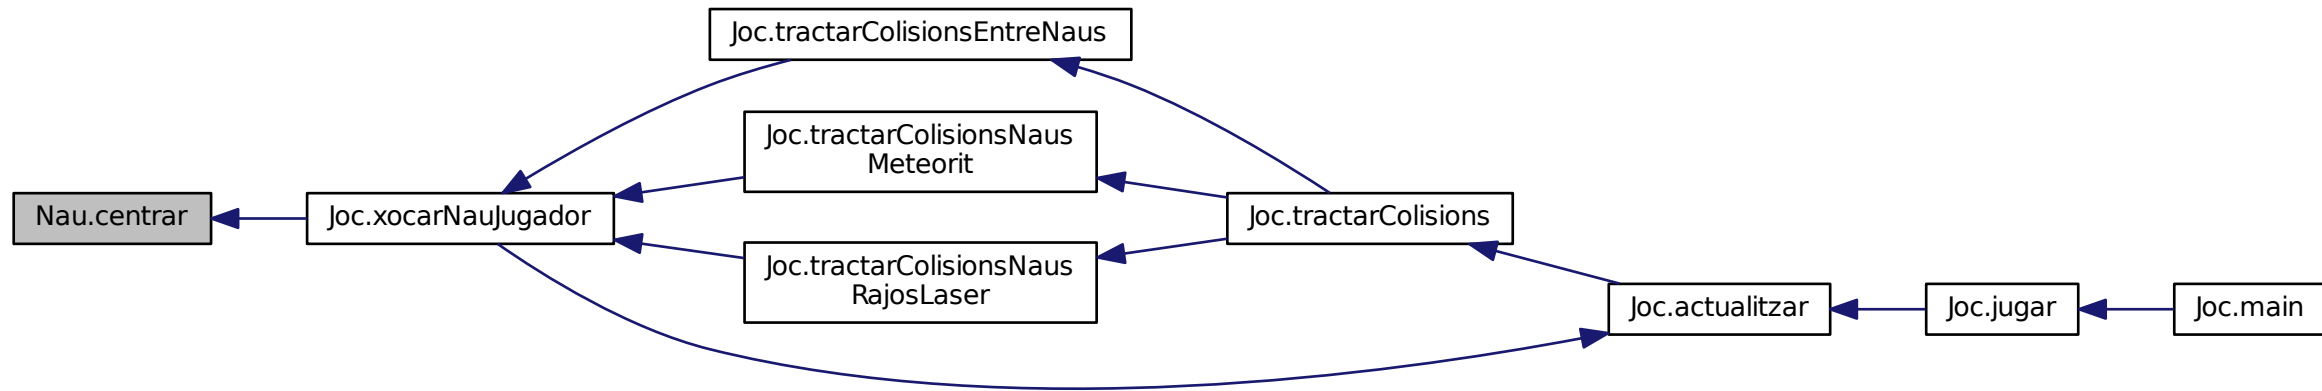 Joc.tractarColisionsEntreNaus
Joc.tractarColisionsNaus
Meteorit
Nau.centrar
Joc.xocarNauJugador
Joc.tractarColisions
Joc.tractarColisionsNaus
RajosLaser
Joc.actualitzar
Joc.jugar
Joc.main